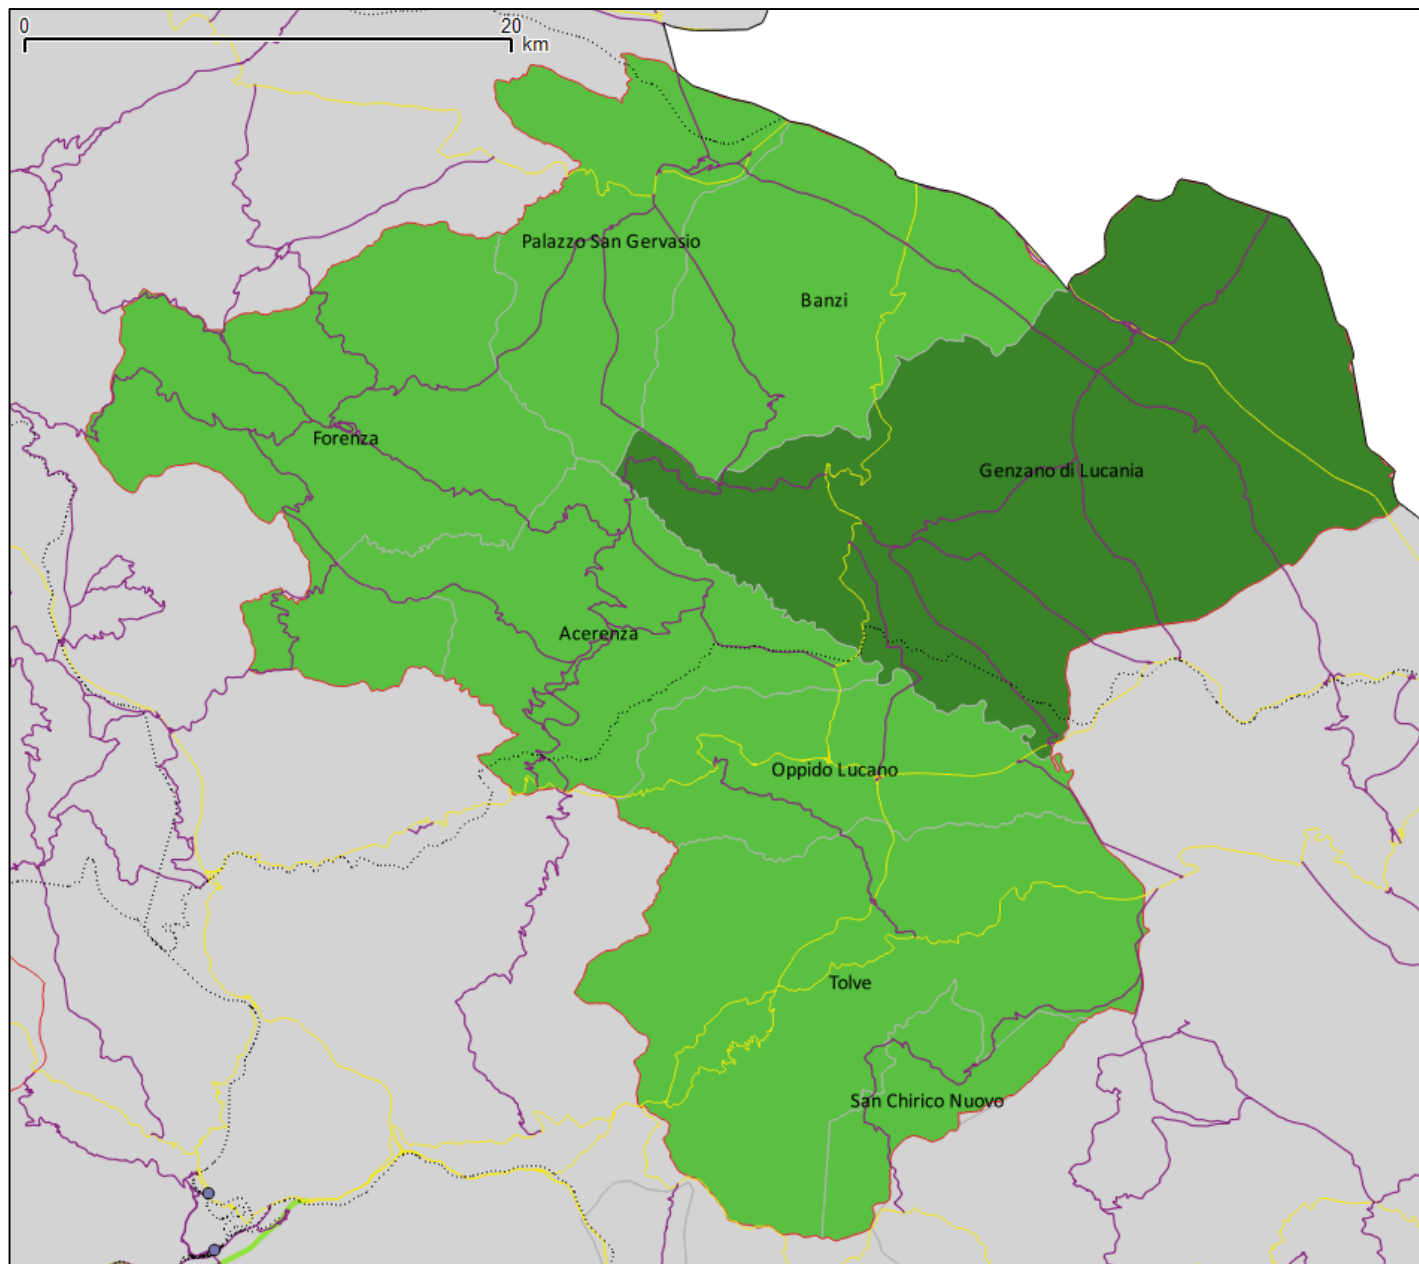 0 20
km
Palazzo San Gervasio
Banzi
Forenza
Genzano di Lucania
Acerenza
Oppido Lucano
Tolve
San Chirico Nuovo